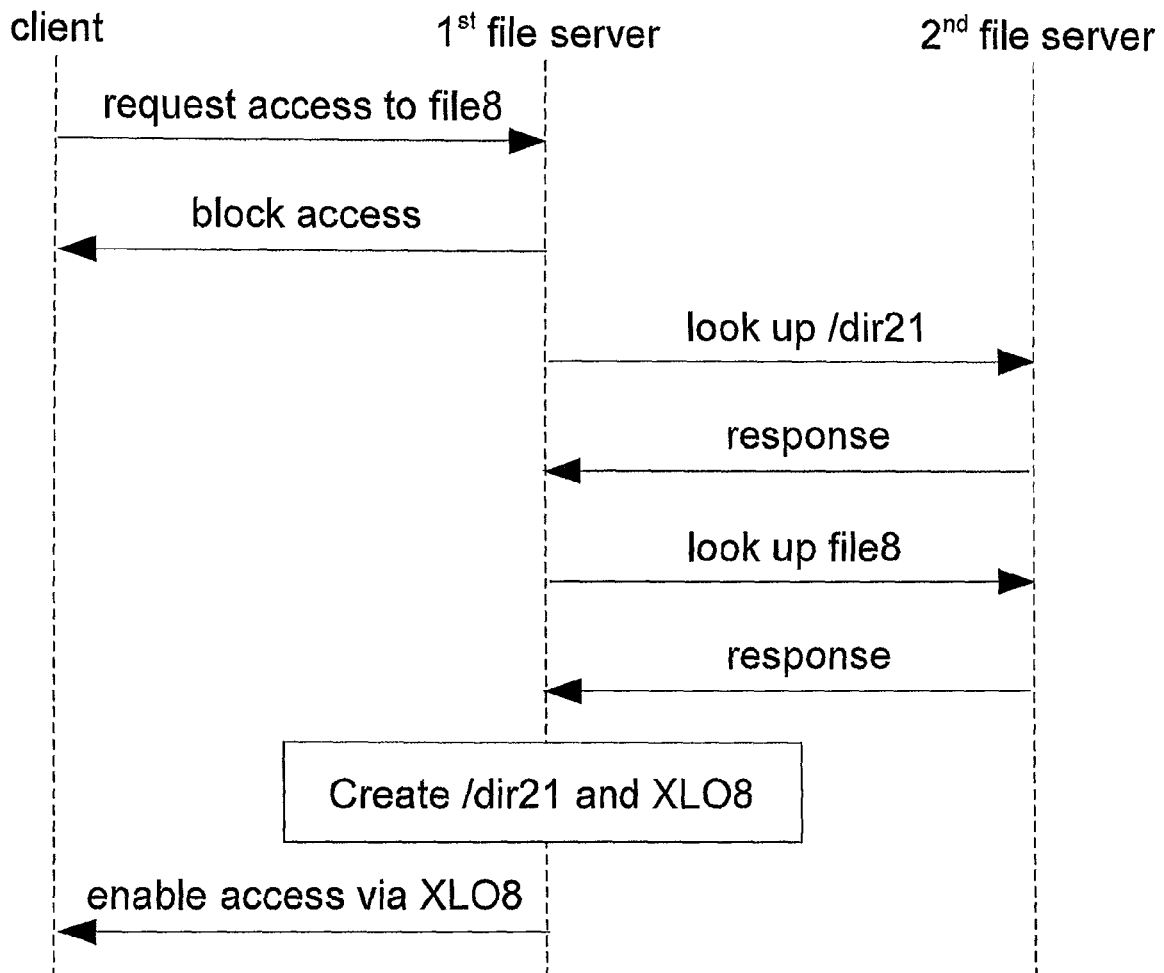 client
1st file server
2nd file server
request access to file8
block access
look up /dir21
response
look up file8
response
Create /dir21 and XLO8
enable access via XLO8